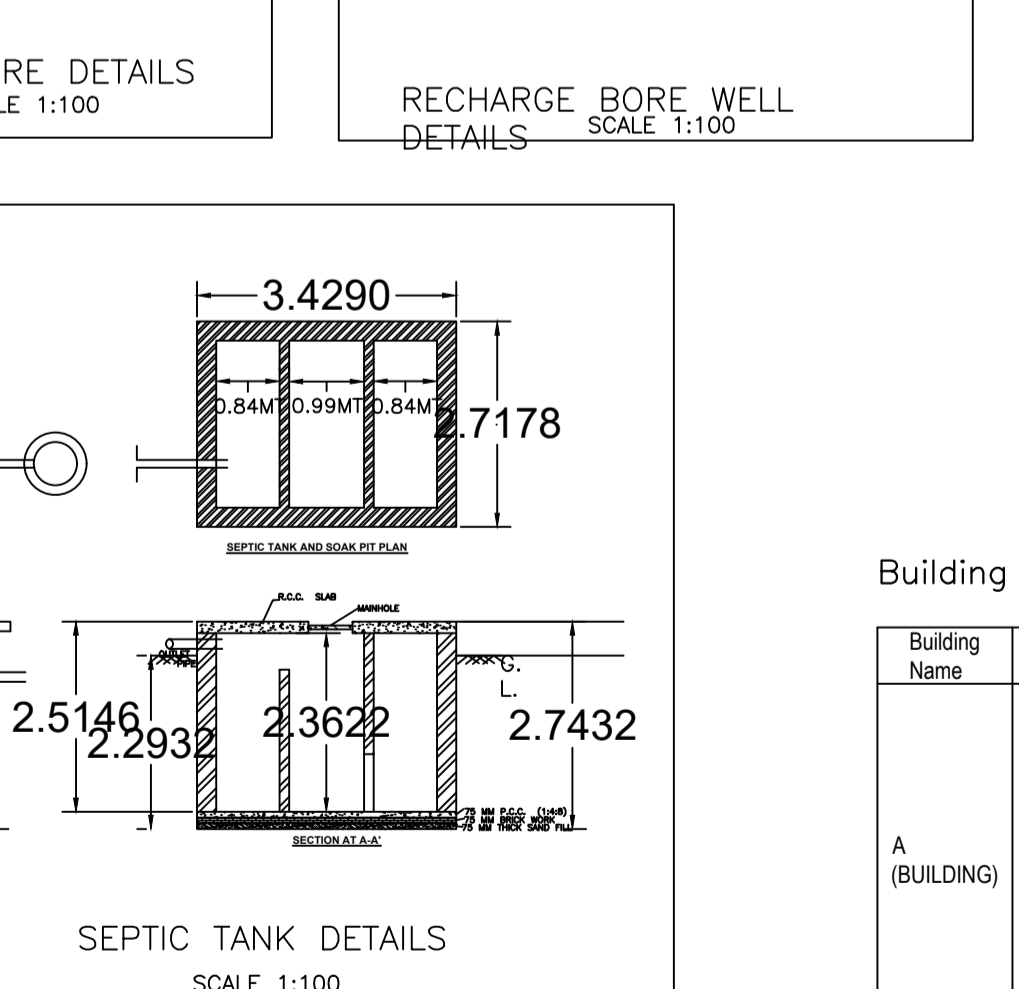 RE DETAILS
LE 1:100
RECHARGE BORE WELL
DETAILS
SCALE 1:100
3.4290
0.84MT
0.99MT
0.84MT
2.7178
SEPTIC TANK AND SOAK PIT PLAN
R.C.C. SLAB
MAINHOLE
OUTLET
PIPE
G.
L.
2.5146
2.2932
2.3622
2.7432
75 MM P.C.C. (1:4:8)
75 MM BRICK WORK
75 MM THICK SAND FILL
SECTION AT A-A'
SEPTIC TANK DETAILS
SCALE 1:100
Building
Building
Name
A
(BUILDING)